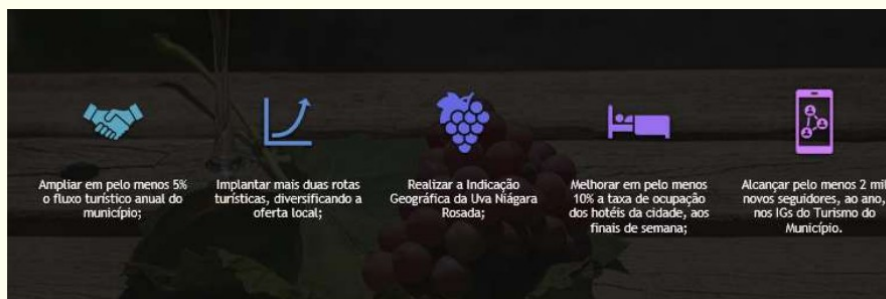 Ampliar em pelo menos 5%
o fluxo turístico anual do
município;
Implantar mais duas rotas
turísticas, diversificando a
oferta local;
Realizar a Indicação
Geográfica da Uva Niágara
Rosada;
Melhorar em pelo menos
10% a taxa de ocupação
dos hotéis da cidade, aos
finais de semana;
Alcançar pelo menos 2 mil
novos seguidores, ao ano,
nos IGs do Turismo do
Município.